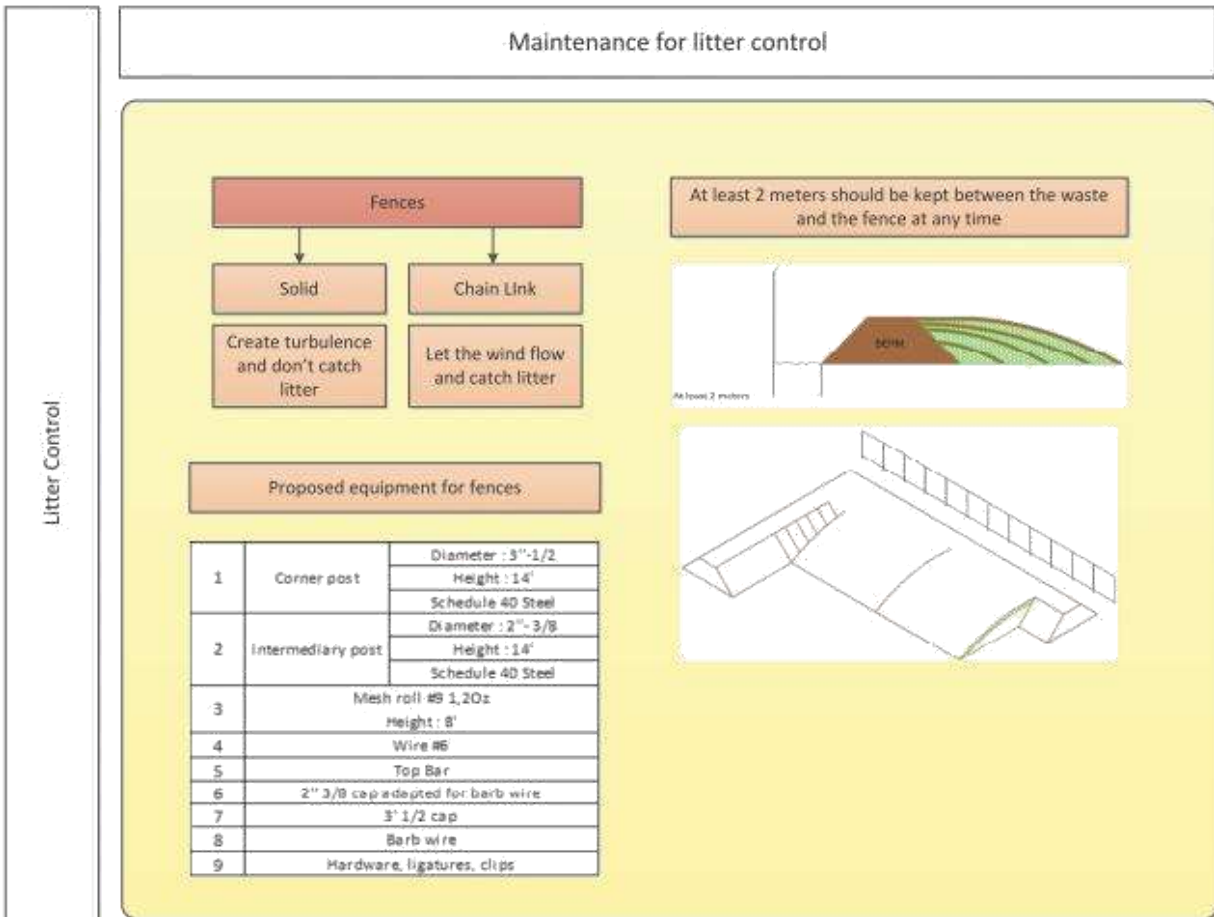 Maintenance for litter control
Litter Control
Fences
Solid
Chain LInk
Create turbulence
and don't catch
litter
Let the wind flow
and catch litter
At least 2 meters should be kept between the waste
and the fence at any time
At least 2 meters
Proposed equipment for fences
1
Corner post
Diameter : 3''-1/2
Height : 14'
Schedule 40 Steel
2
Intermediary post
Diameter : 2''- 3/8
Height : 14'
Schedule 40 Steel
3
Mesh roll #9 1,2Oz
Height : 8'
4
Wire #6
5
Top Bar
6
2'' 3/8 cap adapted for barb wire
7
3' 1/2 cap
8
Barb wire
9
Hardware, ligatures, clips